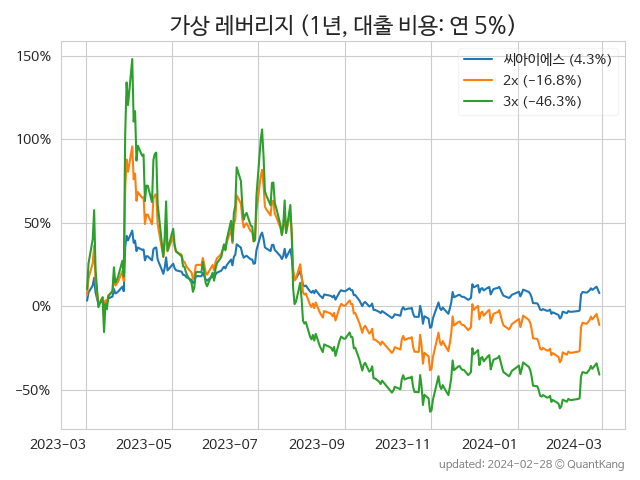 가상 레버리지 (1년, 대출 비용: 연 5%)
씨아이에스 (4.3%)
2x (−16.8%)
3x (−46.3%)
150%
100%
50%
0%
−50%
2023-03 2023-05 2023-07 2023-09 2023-11 2024-01 2024-03
updated: 2024-02-28 © QuantKang